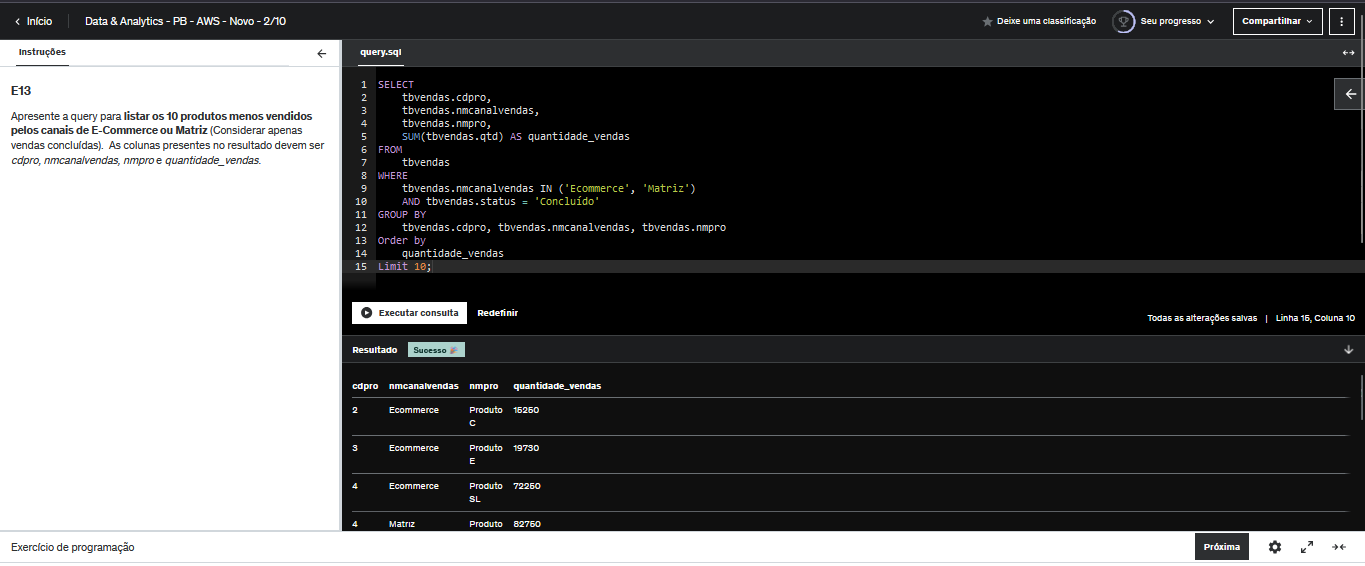 Início
Data & Analytics - PB - AWS - Novo - 2/10
Deixe uma classificação
Seu progresso
Compartilhar
Instruções
E13
Apresente a query para listar os 10 produtos menos vendidos
pelos canais de E-Commerce ou Matriz (Considerar apenas
vendas concluídas).  As colunas presentes no resultado devem ser
cdpro, nmcanalvendas, nmpro e quantidade_vendas.
query.sql
1 SELECT
2 tbvendas.cdpro,
3 tbvendas.nmcanalvendas,
4 tbvendas.nmpro,
5 SUM(tbvendas.qtd) AS quantidade_vendas
6 FROM
7 tbvendas
8 WHERE
9 tbvendas.nmcanalvendas IN ('Ecommerce', 'Matriz')
10 AND tbvendas.status = 'Concluído'
11 GROUP BY
12 tbvendas.cdpro, tbvendas.nmcanalvendas, tbvendas.nmpro
13 Order by
14 quantidade_vendas
15 Limit 10;
Executar consulta
Redefinir
Todas as alterações salvas | Linha 15, Coluna 10
Resultado
Sucesso
cdpro nmcanalvendas nmpro quantidade_vendas
2 Ecommerce Produto 15250
C
3 Ecommerce Produto 19730
E
4 Ecommerce Produto 72250
SL
4 Matriz Produto 82750
Exercício de programação
Próxima